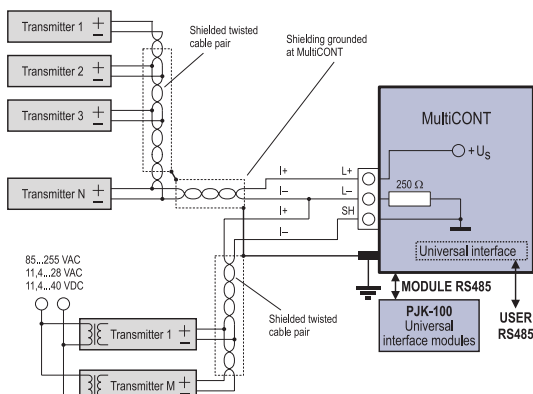 Transmitter 1 + –
Shielded twisted
cable pair
Shielding grounded
at MultiCONT
Transmitter 2 + –
Transmitter 3 + –
Transmitter N + –
MultiCONT
+Us
I+
L+
I–
L–
250 Ω
I+
SH
I–
Universal interface
85...255 VAC
11,4...28 VAC
11,4...40 VDC
MODULE RS485
PJK-100
Universal
interface modules
USER
RS485
Shielded twisted
cable pair
Transmitter 1 + –
Transmitter M + –